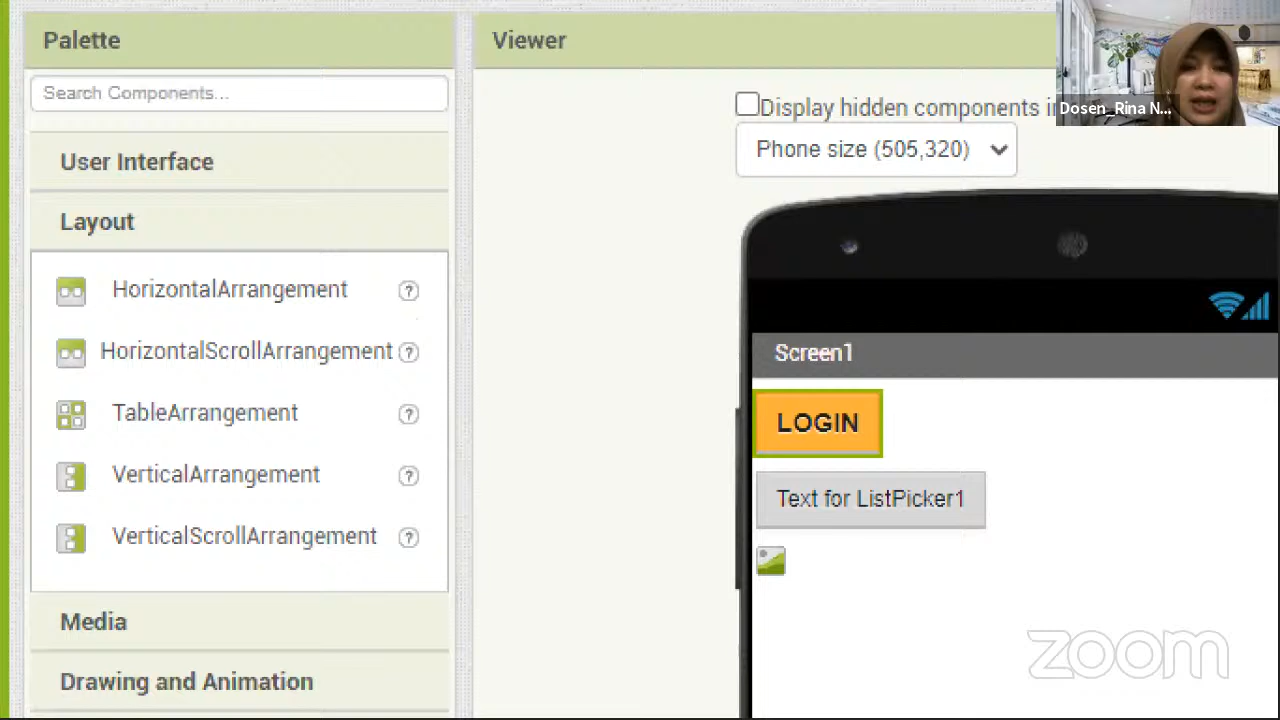 Palette
Viewer
Search Components...
Display hidden components i
Dosen_Rina N...
Phone size (505,320)
User Interface
Layout
HorizontalArrangement
HorizontalScrollArrangement
TableArrangement
VerticalArrangement
VerticalScrollArrangement
Media
Drawing and Animation
Screen1
LOGIN
Text for ListPicker1
zoom